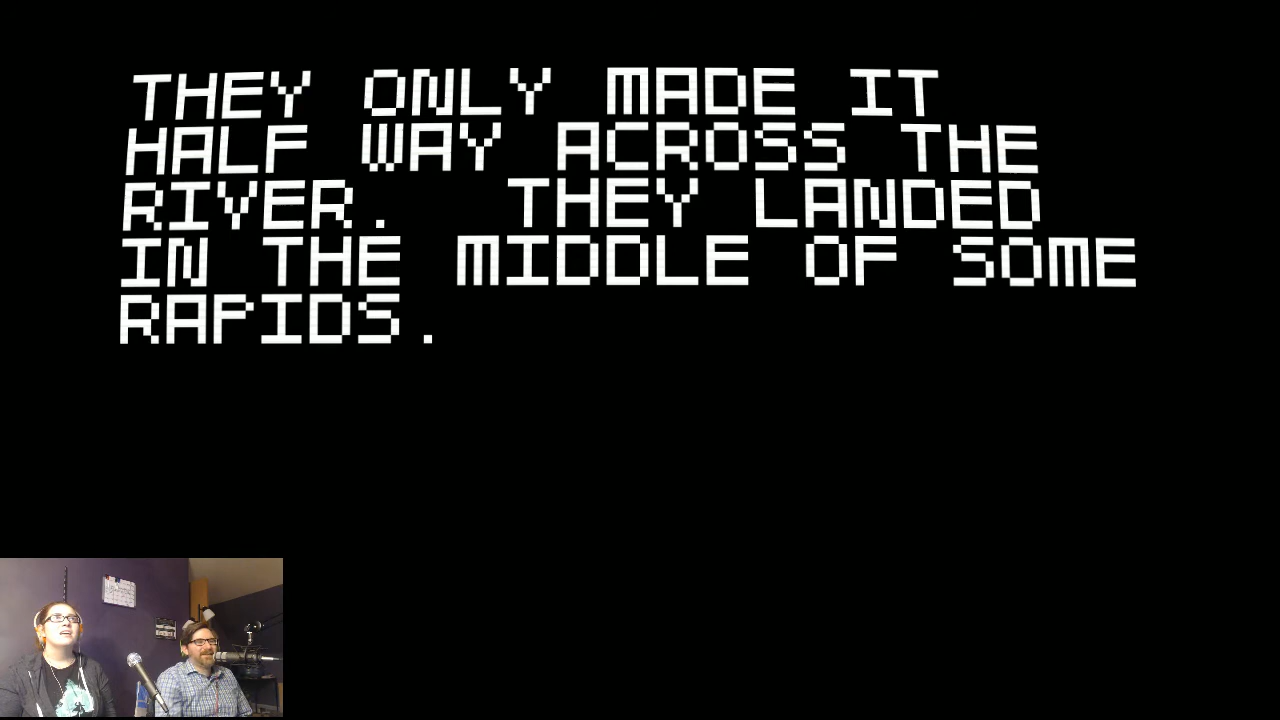 THEY ONLY MADE IT
HALF WAY ACROSS THE
RIVER. THEY LANDED
IN THE MIDDLE OF SOME
RAPIDS.